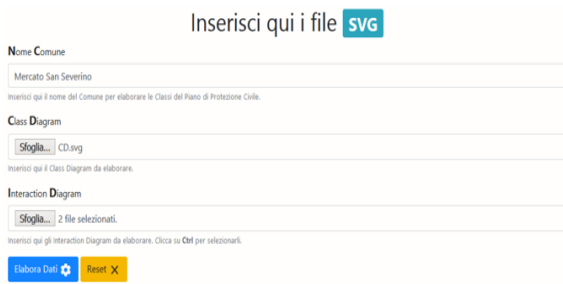 Inserisci qui i file SVG
Nome Comune
Mercato San Severino
Inserisci qui il nome del Comune per elaborare le Classi del Piano di Protezione Civile.
Class Diagram
Sfoglia... CD.svg
Inserisci qui il Class Diagram da elaborare.
Interaction Diagram
Sfoglia... 2 file selezionati.
Inserisci qui gli Interaction Diagram da elaborare. Clicca su Ctrl per selezionarli.
Elabora Dati Reset